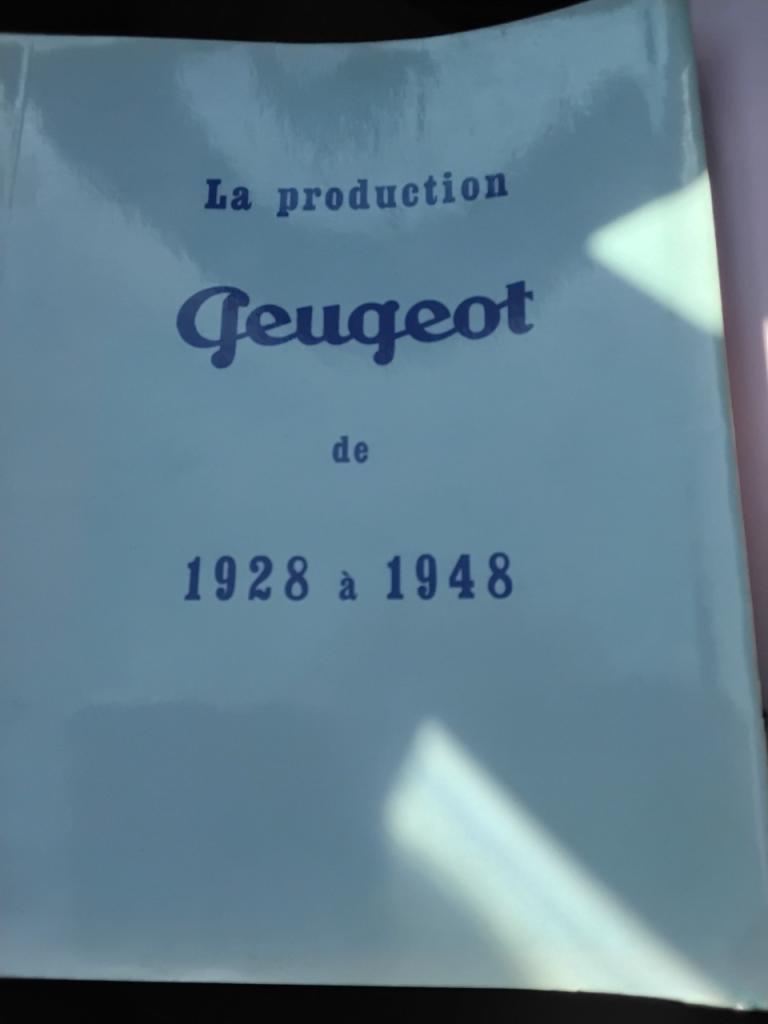 La production
Peugeot
de
1928 à 1948